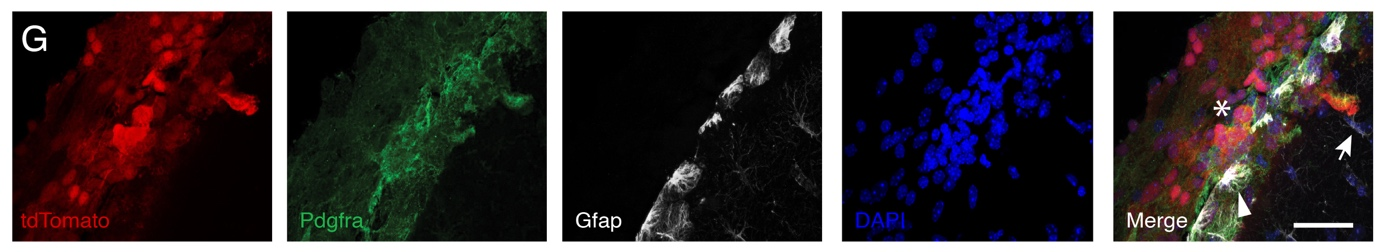 G
tdTomato
Pdgfra
Gfap
DAPI
Merge
*